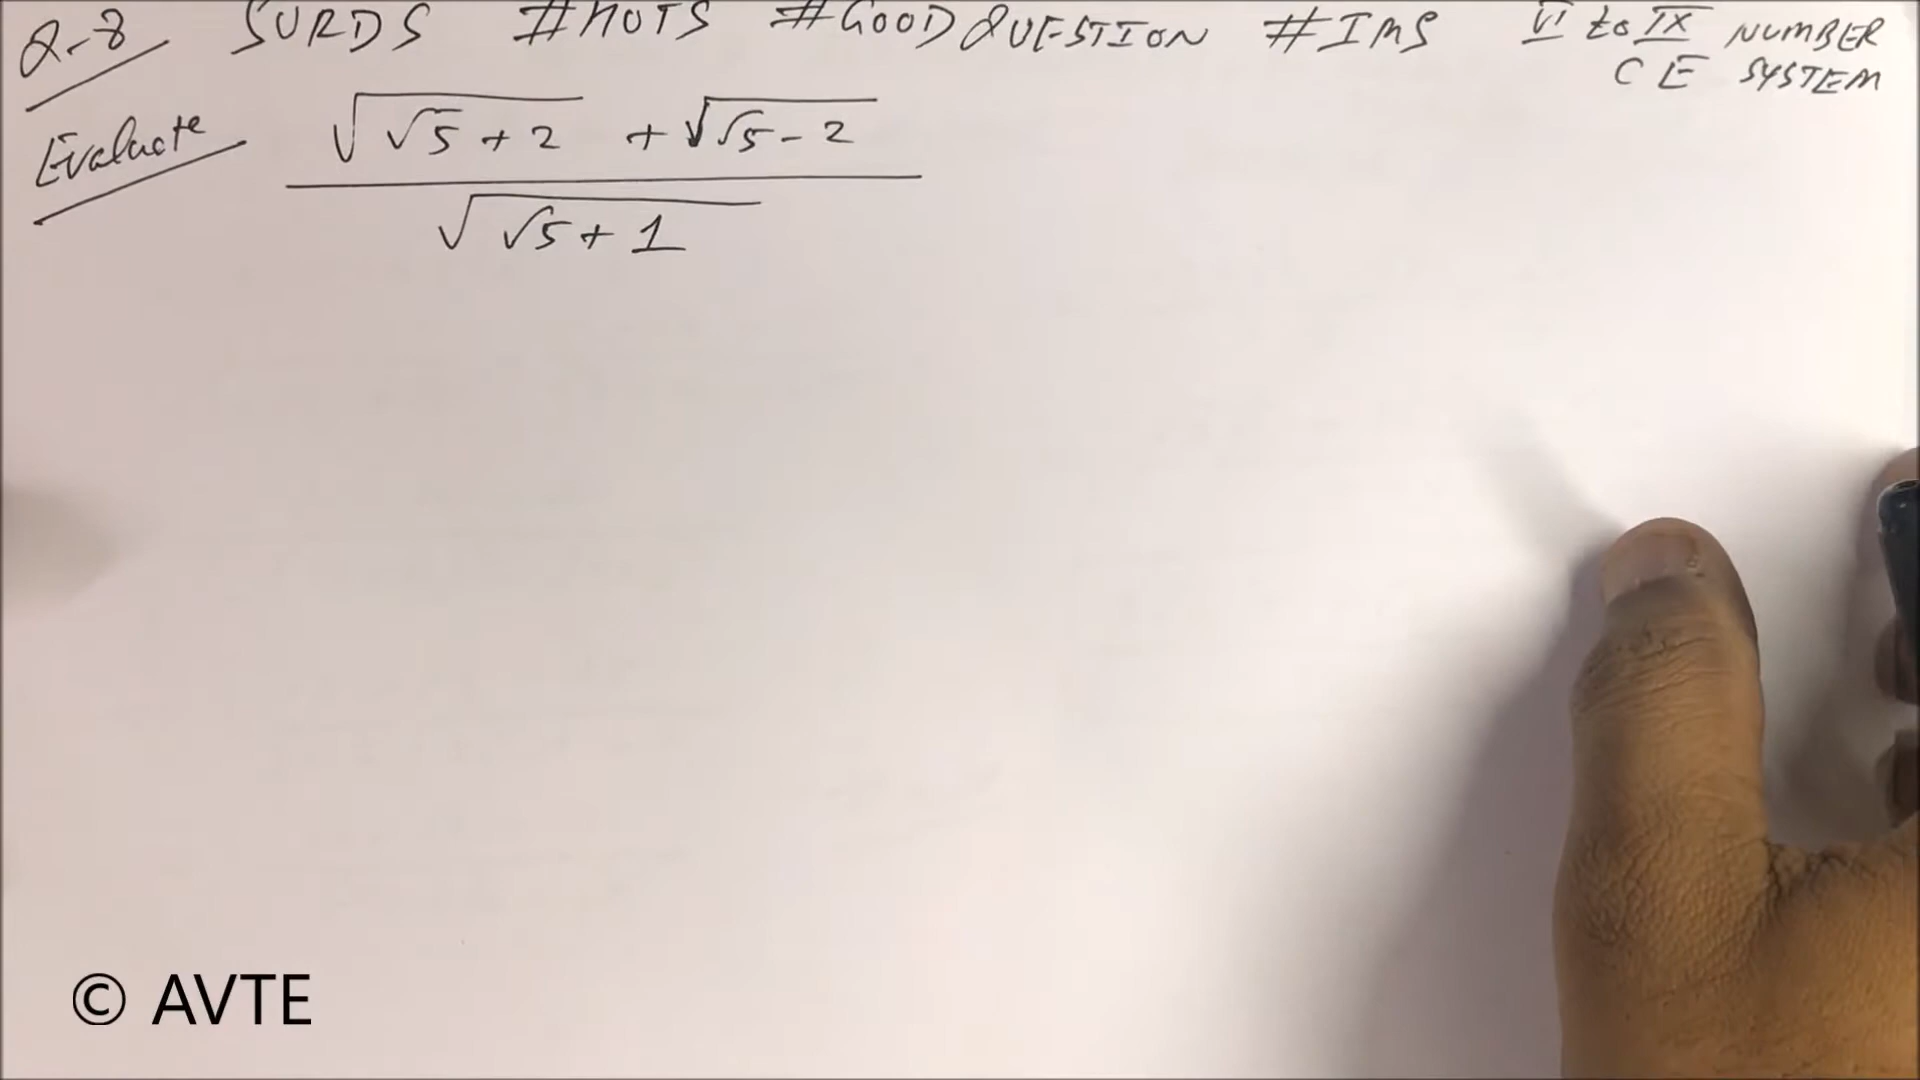 Q-8 SURDS #HOTS #GOOD QUESTION #IMS VI to IX NUMBER
C E SYSTEM
Evaluate √(√5 + 2) + √(√5 - 2)
√(√5 + 1)
© AVTE